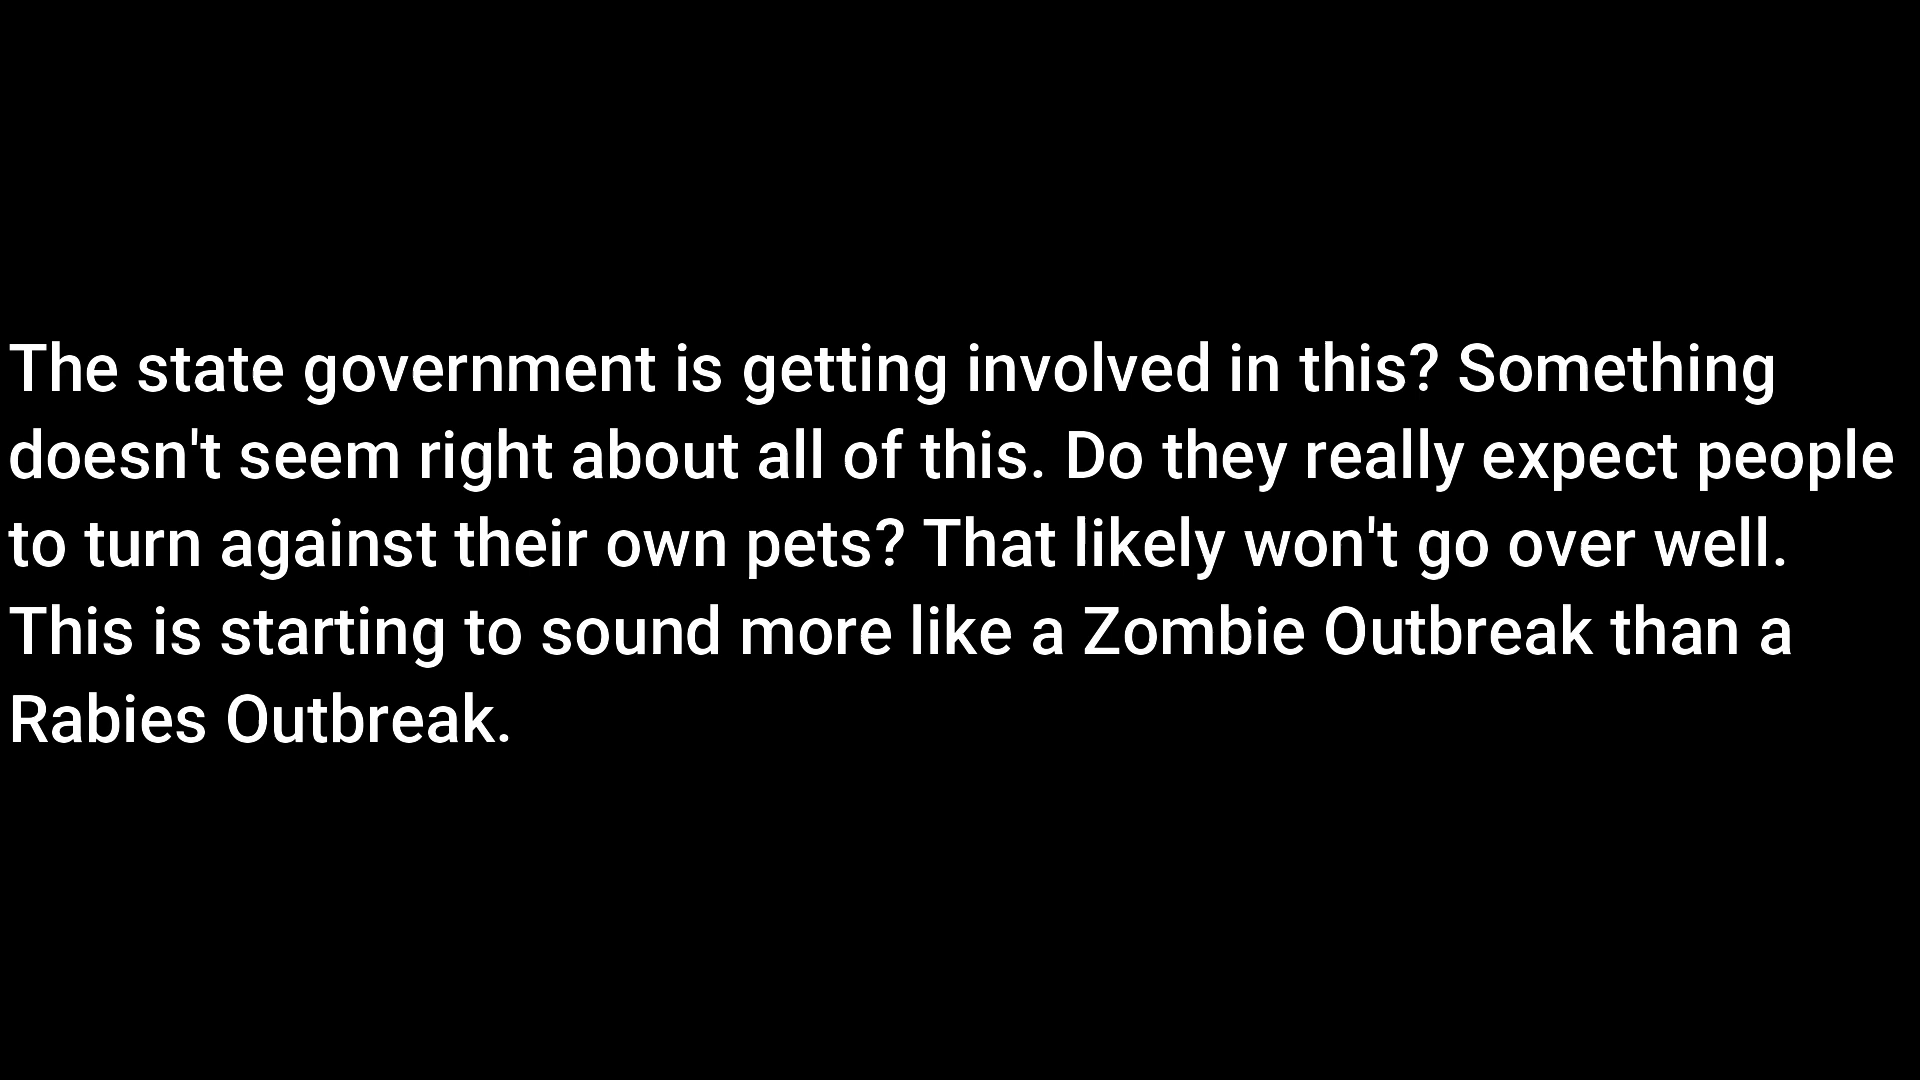 The state government is getting involved in this? Something
doesn't seem right about all of this. Do they really expect people
to turn against their own pets? That likely won't go over well.
This is starting to sound more like a Zombie Outbreak than a
Rabies Outbreak.